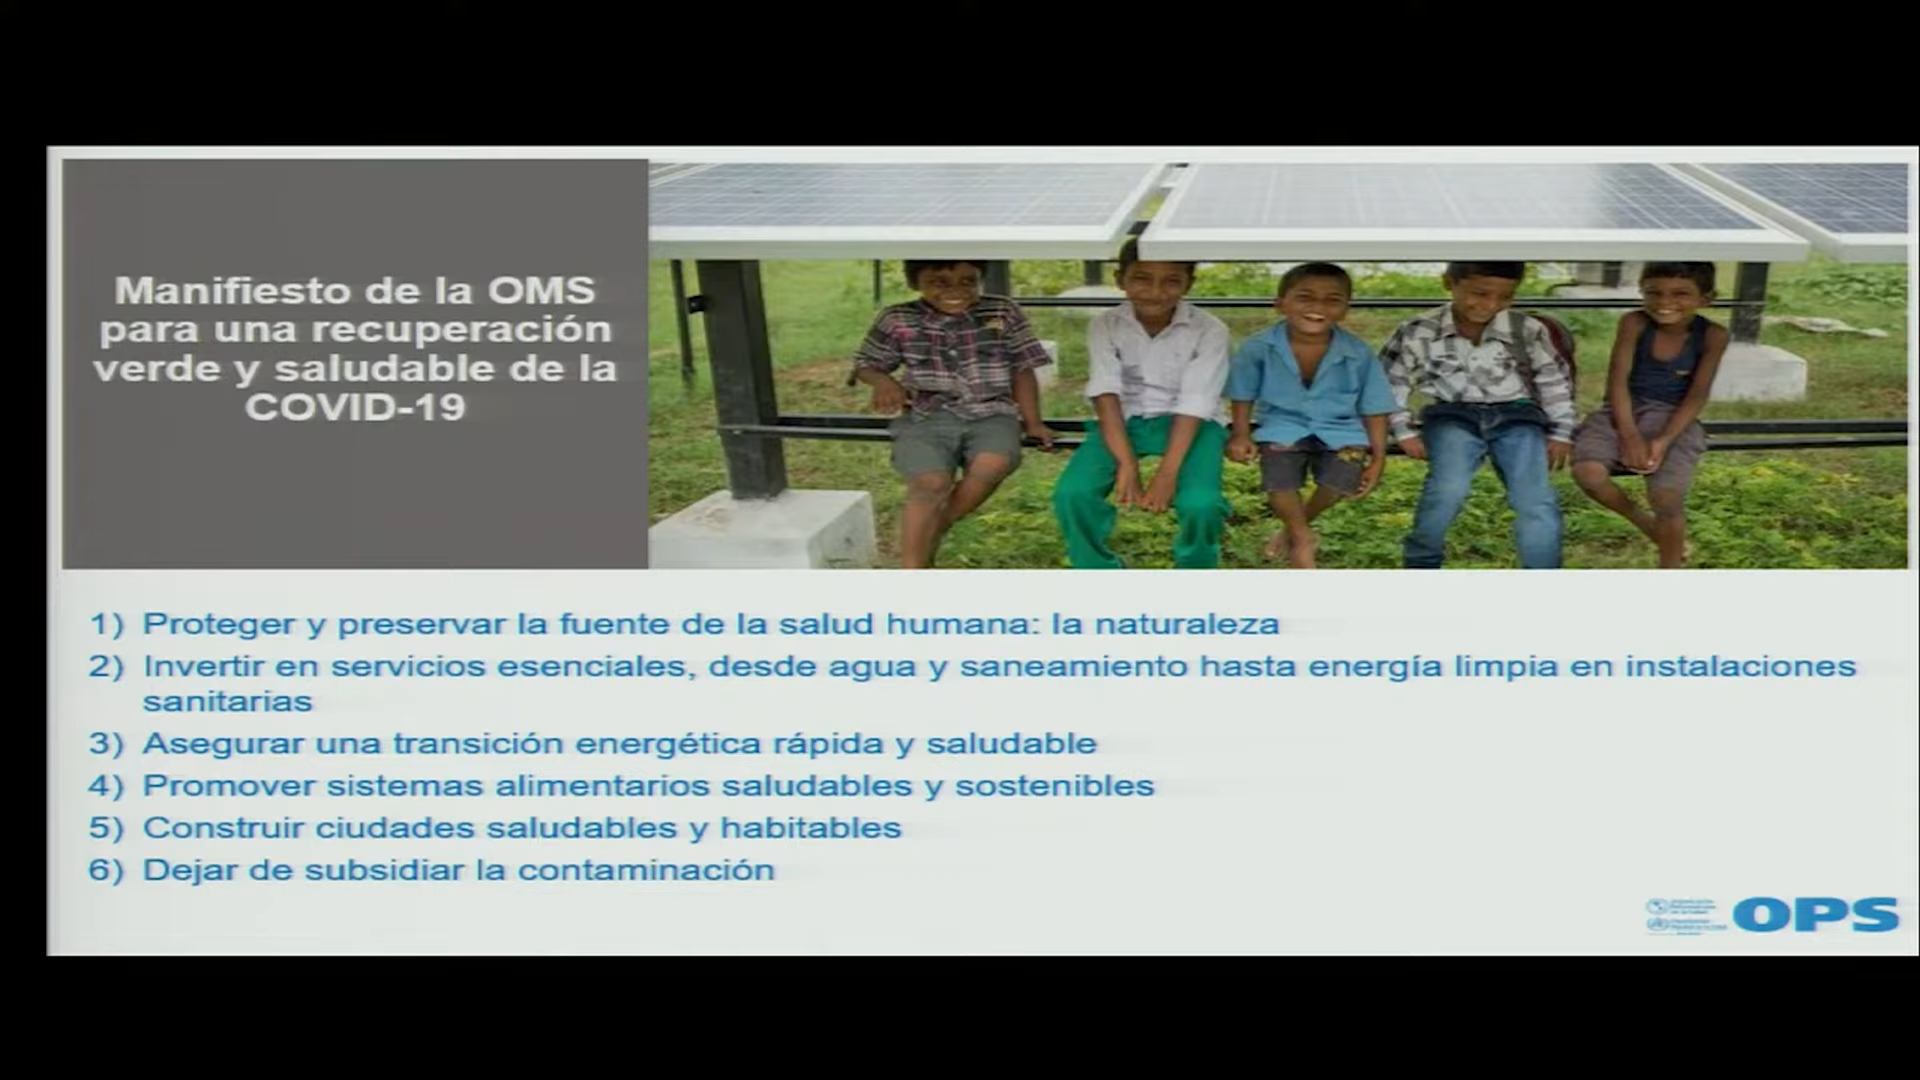 Manifiesto de la OMS
para una recuperación
verde y saludable de la
COVID-19
1) Proteger y preservar la fuente de la salud humana: la naturaleza
2) Invertir en servicios esenciales, desde agua y saneamiento hasta energía limpia en instalaciones
sanitarias
3) Asegurar una transición energética rápida y saludable
4) Promover sistemas alimentarios saludables y sostenibles
5) Construir ciudades saludables y habitables
6) Dejar de subsidiar la contaminación
OPS